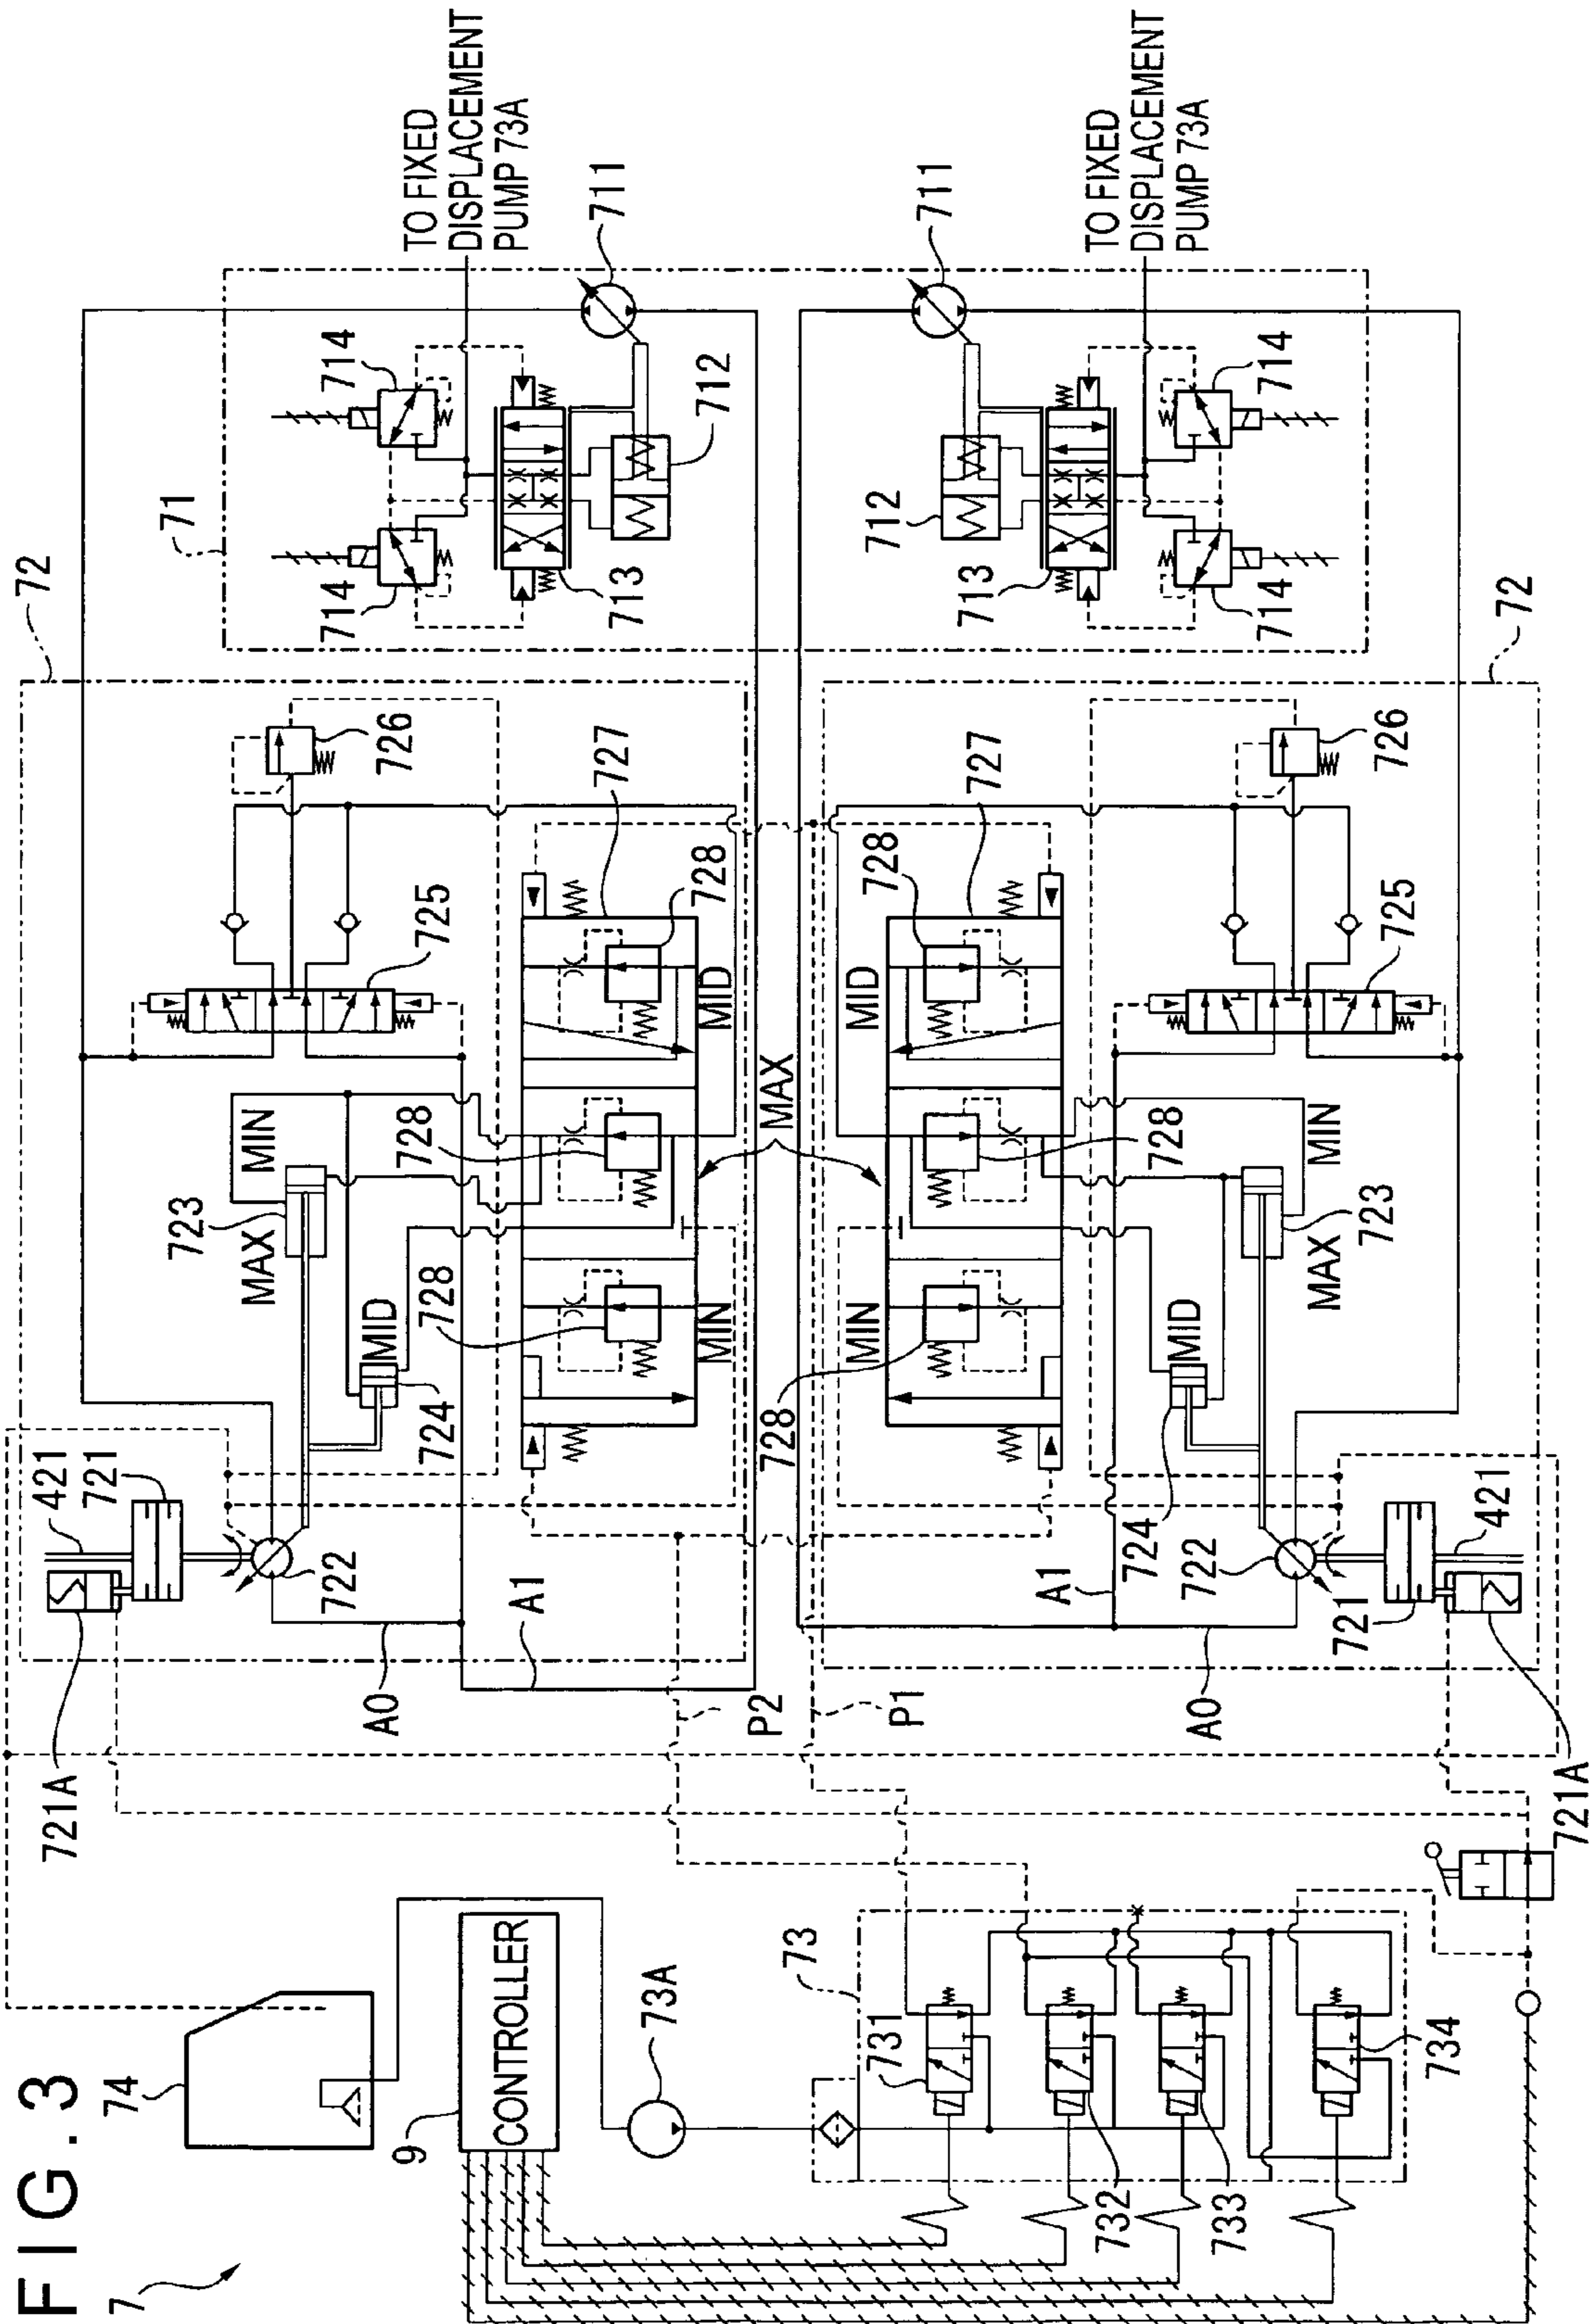 FIG. 3
7
74
9
CONTROLLER
73A
73
731
732
733
734
721A
421
721
722
A0
A1
P2
P1
72
723
MIN
MAX
MID
724
725
726
727
728
728
728
MID
MIN
MAX
71
714
714
713
712
711
TO FIXED
DISPLACEMENT
PUMP 73A
711
712
713
714
714
TO FIXED
DISPLACEMENT
PUMP 73A
72
726
725
727
728
728
728
MID
MIN
723
MIN
MAX
MID
724
722
721
421
A1
A0
721A